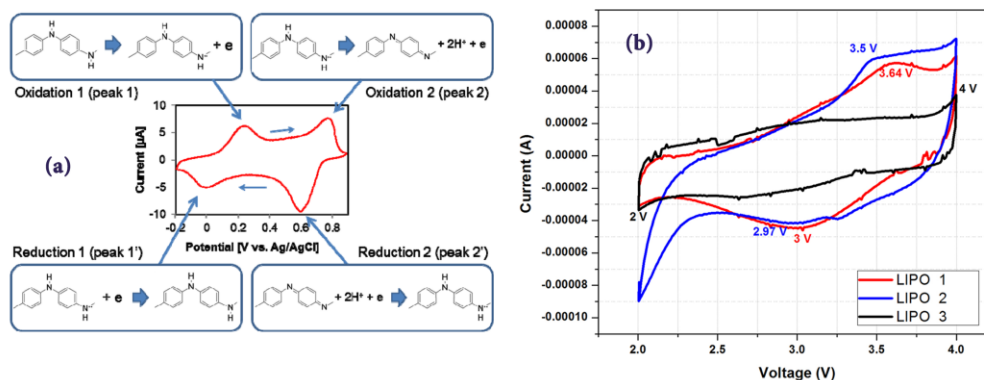 H
N
N
H
+ e
Oxidation 1 (peak 1)
H
N
N
H
+ 2H⁺ + e
N
N
Oxidation 2 (peak 2)
(a)
Current [µA]
10
5
0
-5
-10
-0.2
0
0.2
0.4
0.6
0.8
Potential [V vs. Ag/AgCl]
Reduction 1 (peak 1')
H
N
N
H
+ e
H
N
N
H
Reduction 2 (peak 2')
N
N
+ 2H⁺ + e
H
N
N
H
(b)
Current (A)
0.00008
0.00006
0.00004
0.00002
0.00000
-0.00002
-0.00004
-0.00006
-0.00008
-0.00010
2.0
2.5
3.0
3.5
4.0
Voltage (V)
3.5 V
3.64 V
4 V
2 V
2.97 V
3 V
LIPO 1
LIPO 2
LIPO 3